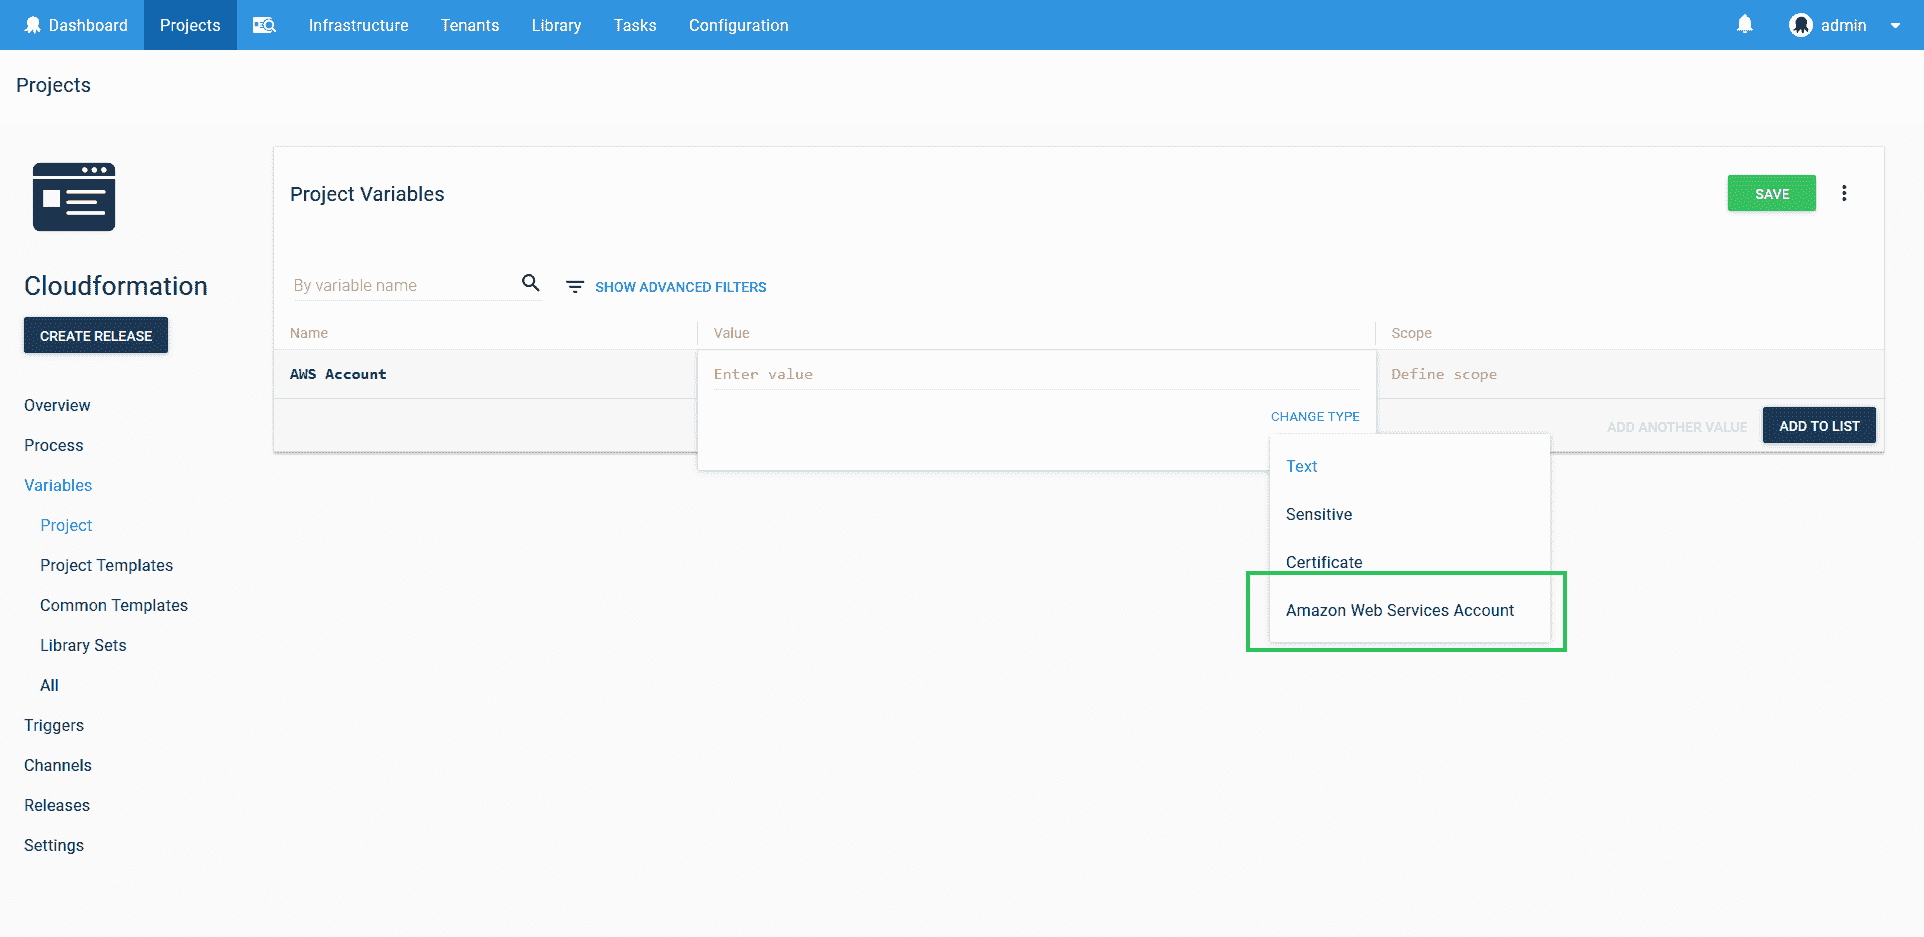 Dashboard Projects Infrastructure Tenants Library Tasks Configuration admin
Projects
Project Variables
SAVE
Cloudformation
CREATE RELEASE
Overview
Process
Variables
Project
Project Templates
Common Templates
Library Sets
All
Triggers
Channels
Releases
Settings
By variable name
SHOW ADVANCED FILTERS
Name Value Scope
AWS Account Enter value Define scope
CHANGE TYPE
ADD ANOTHER VALUE ADD TO LIST
Text
Sensitive
Certificate
Amazon Web Services Account